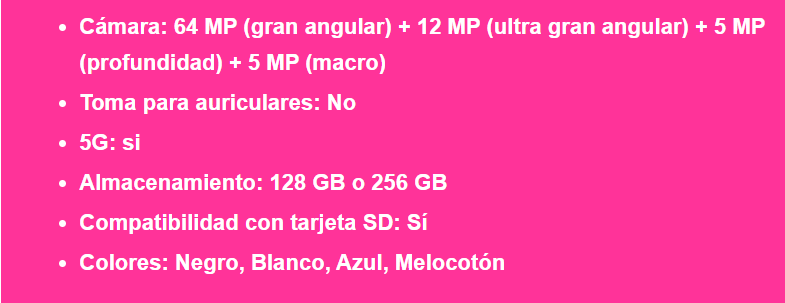 • Cámara: 64 MP (gran angular) + 12 MP (ultra gran angular) + 5 MP
(profundidad) + 5 MP (macro)
• Toma para auriculares: No
• 5G: si
• Almacenamiento: 128 GB o 256 GB
• Compatibilidad con tarjeta SD: Sí
• Colores: Negro, Blanco, Azul, Melocotón